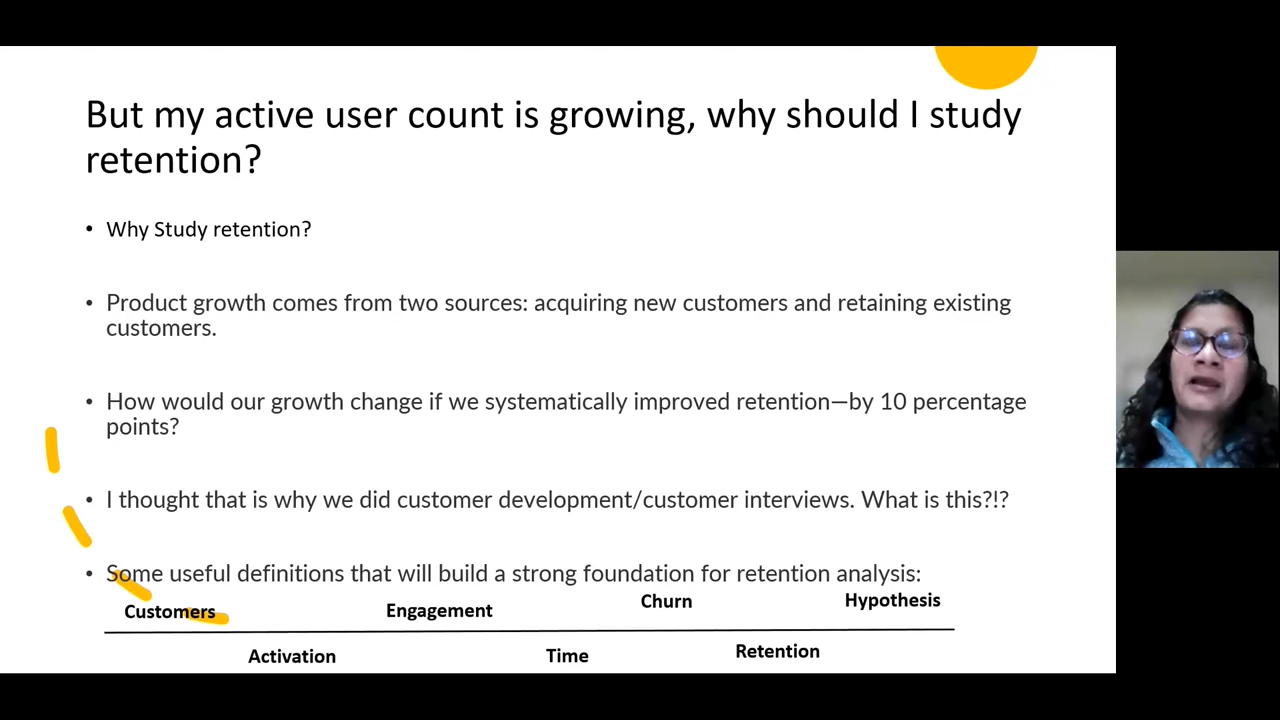 But my active user count is growing, why should I study
retention?
• Why Study retention?
• Product growth comes from two sources: acquiring new customers and retaining existing
customers.
• How would our growth change if we systematically improved retention—by 10 percentage
points?
• I thought that is why we did customer development/customer interviews. What is this?!?
• Some useful definitions that will build a strong foundation for retention analysis:
Customers Engagement Churn Hypothesis
Activation Time Retention